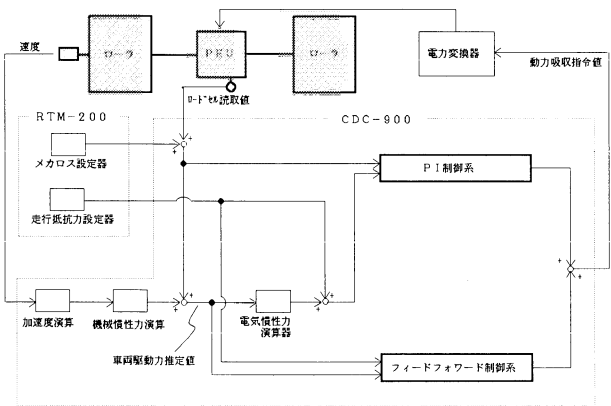 速度
ローラ
PEU
ローラ
電力変換器
動力吸収指令値
ロードセル読取値
RTM-200
CDC-900
メカロス設定器
PI制御系
走行抵抗力設定器
加速度演算
機械慣性力演算
電気慣性力
演算器
車両駆動力推定値
フィードフォワード制御系